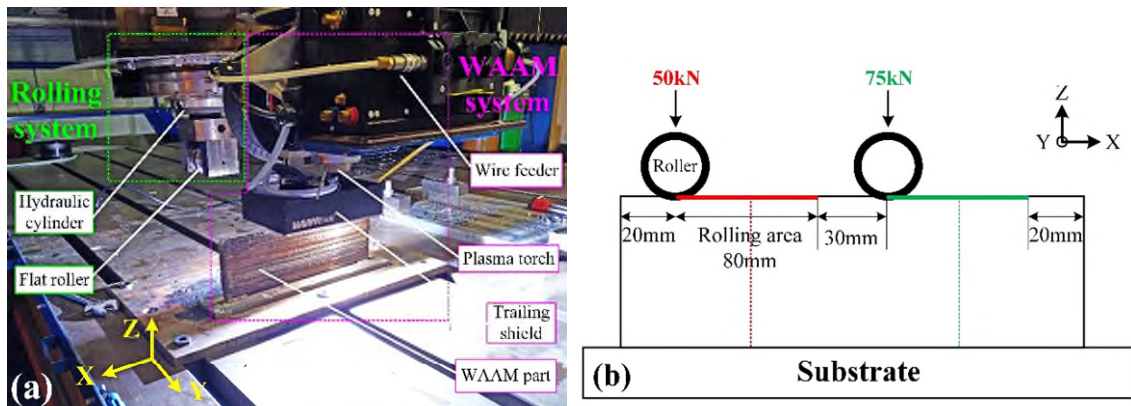 Rolling
system
WAAM
system
Wire feeder
Hydraulic
cylinder
Flat roller
Plasma torch
Trailing
shield
WAAM part
Z
X
Y
(a)
50kN
75kN
Z
Y
X
Roller
20mm
Rolling area
80mm
30mm
20mm
Substrate
(b)